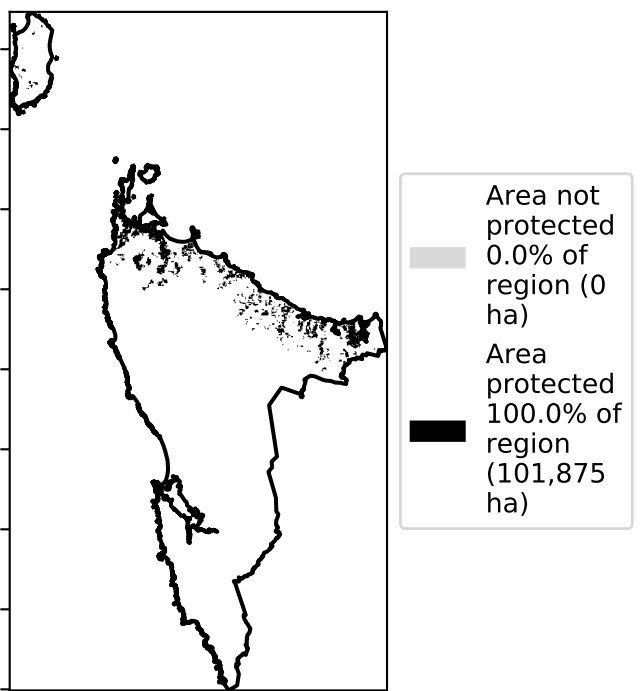 Area not
protected
0.0% of
region (0
ha)
Area
protected
100.0% of
region
(101,875
ha)